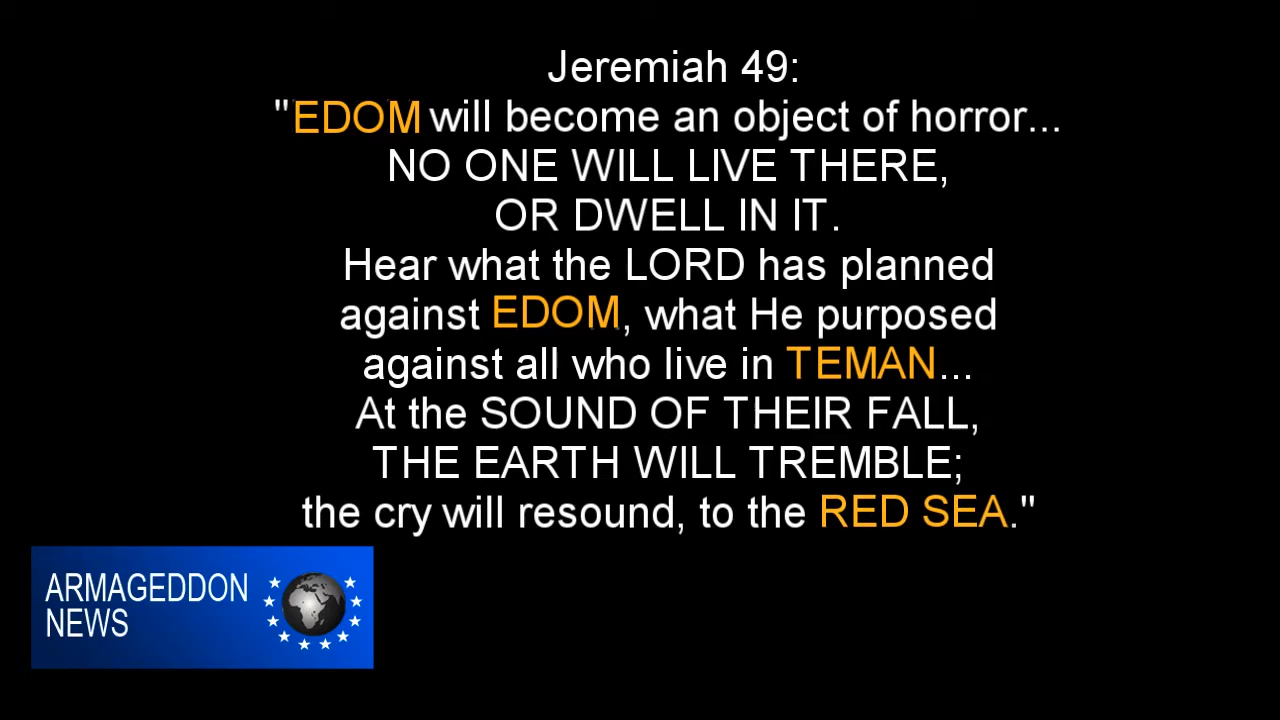 Jeremiah 49:
"EDOM will become an object of horror...
NO ONE WILL LIVE THERE,
OR DWELL IN IT.
Hear what the LORD has planned
against EDOM, what He purposed
against all who live in TEMAN...
At the SOUND OF THEIR FALL,
THE EARTH WILL TREMBLE;
the cry will resound, to the RED SEA."
ARMAGEDDON
NEWS